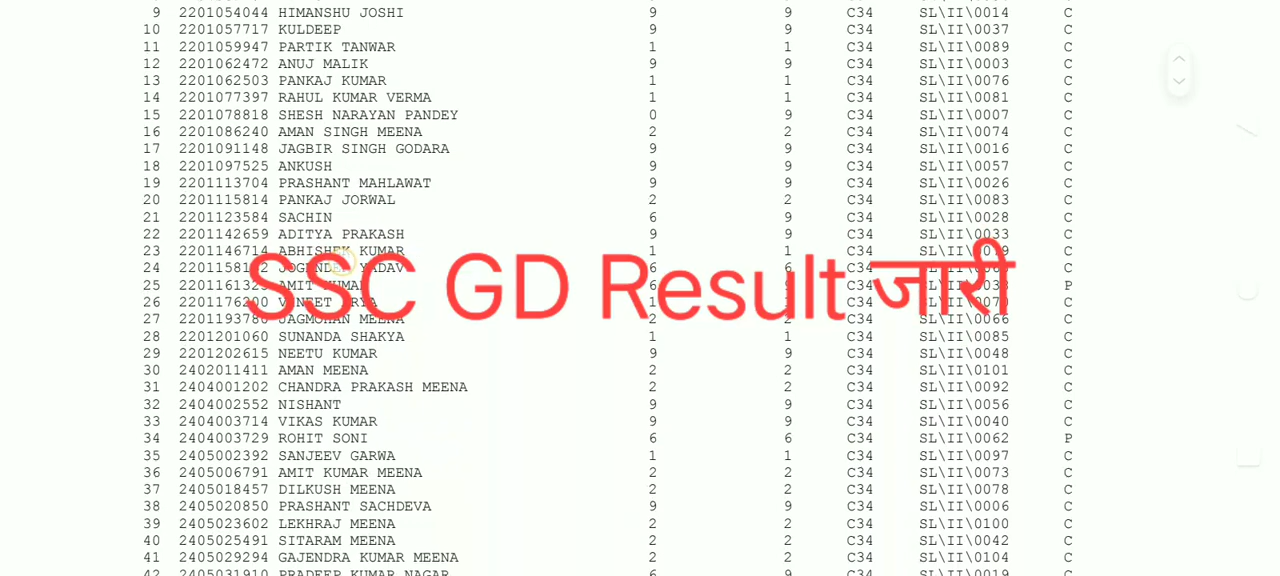 9 2201054044 HIMANSHU JOSHI 9 9 C34 SL\II\0014 C
10 2201057717 KULDEEP 9 9 C34 SL\II\0037 C
11 2201059947 PARTIK TANWAR 1 1 C34 SL\II\0089 C
12 2201062472 ANUJ MALIK 9 9 C34 SL\II\0003 C
13 2201062503 PANKAJ KUMAR 1 1 C34 SL\II\0076 C
14 2201077397 RAHUL KUMAR VERMA 1 1 C34 SL\II\0081 C
15 2201078818 SHESH NARAYAN PANDEY 0 9 C34 SL\II\0007 C
16 2201086240 AMAN SINGH MEENA 2 2 C34 SL\II\0074 C
17 2201091148 JAGBIR SINGH GODARA 9 9 C34 SL\II\0016 C
18 2201097525 ANKUSH 9 9 C34 SL\II\0057 C
19 2201113704 PRASHANT MAHLAWAT 9 9 C34 SL\II\0026 C
20 2201115814 PANKAJ JORWAL 2 2 C34 SL\II\0083 C
21 2201123584 SACHIN 6 9 C34 SL\II\0028 C
22 2201142659 ADITYA PRAKASH 9 9 C34 SL\II\0033 C
23 2201146714 ABHISHEK KUMAR 1 1 C34 C
24 JOGENDER YADAV 6 6 C34 C
SSC GD Result जारी
25 AMIT KUMAR 6 C34 P
26 VINEET ARYA 1 C34 C
27 2201193780 JAGMOHAN MEENA 2 2 C34 SL\II\0066 C
28 2201201060 SUNANDA SHAKYA 1 1 C34 SL\II\0085 C
29 2201202615 NEETU KUMAR 9 9 C34 SL\II\0048 C
30 2402011411 AMAN MEENA 2 2 C34 SL\II\0101 C
31 2404001202 CHANDRA PRAKASH MEENA 2 2 C34 SL\II\0092 C
32 2404002552 NISHANT 9 9 C34 SL\II\0056 C
33 2404003714 VIKAS KUMAR 9 9 C34 SL\II\0040 C
34 2404003729 ROHIT SONI 6 6 C34 SL\II\0062 P
35 2405002392 SANJEEV GARWA 1 1 C34 SL\II\0097 C
36 2405006791 AMIT KUMAR MEENA 2 2 C34 SL\II\0073 C
37 2405018457 DILKUSH MEENA 2 2 C34 SL\II\0078 C
38 2405020850 PRASHANT SACHDEVA 9 9 C34 SL\II\0006 C
39 2405023602 LEKHRAJ MEENA 2 2 C34 SL\II\0100 C
40 2405025491 SITARAM MEENA 2 2 C34 SL\II\0042 C
41 2405029294 GAJENDRA KUMAR MEENA 2 2 C34 SL\II\0104 C
42 2405031910 PRADEEP KUMAR NAGAR 6 9 C34 SL\II\0019 C